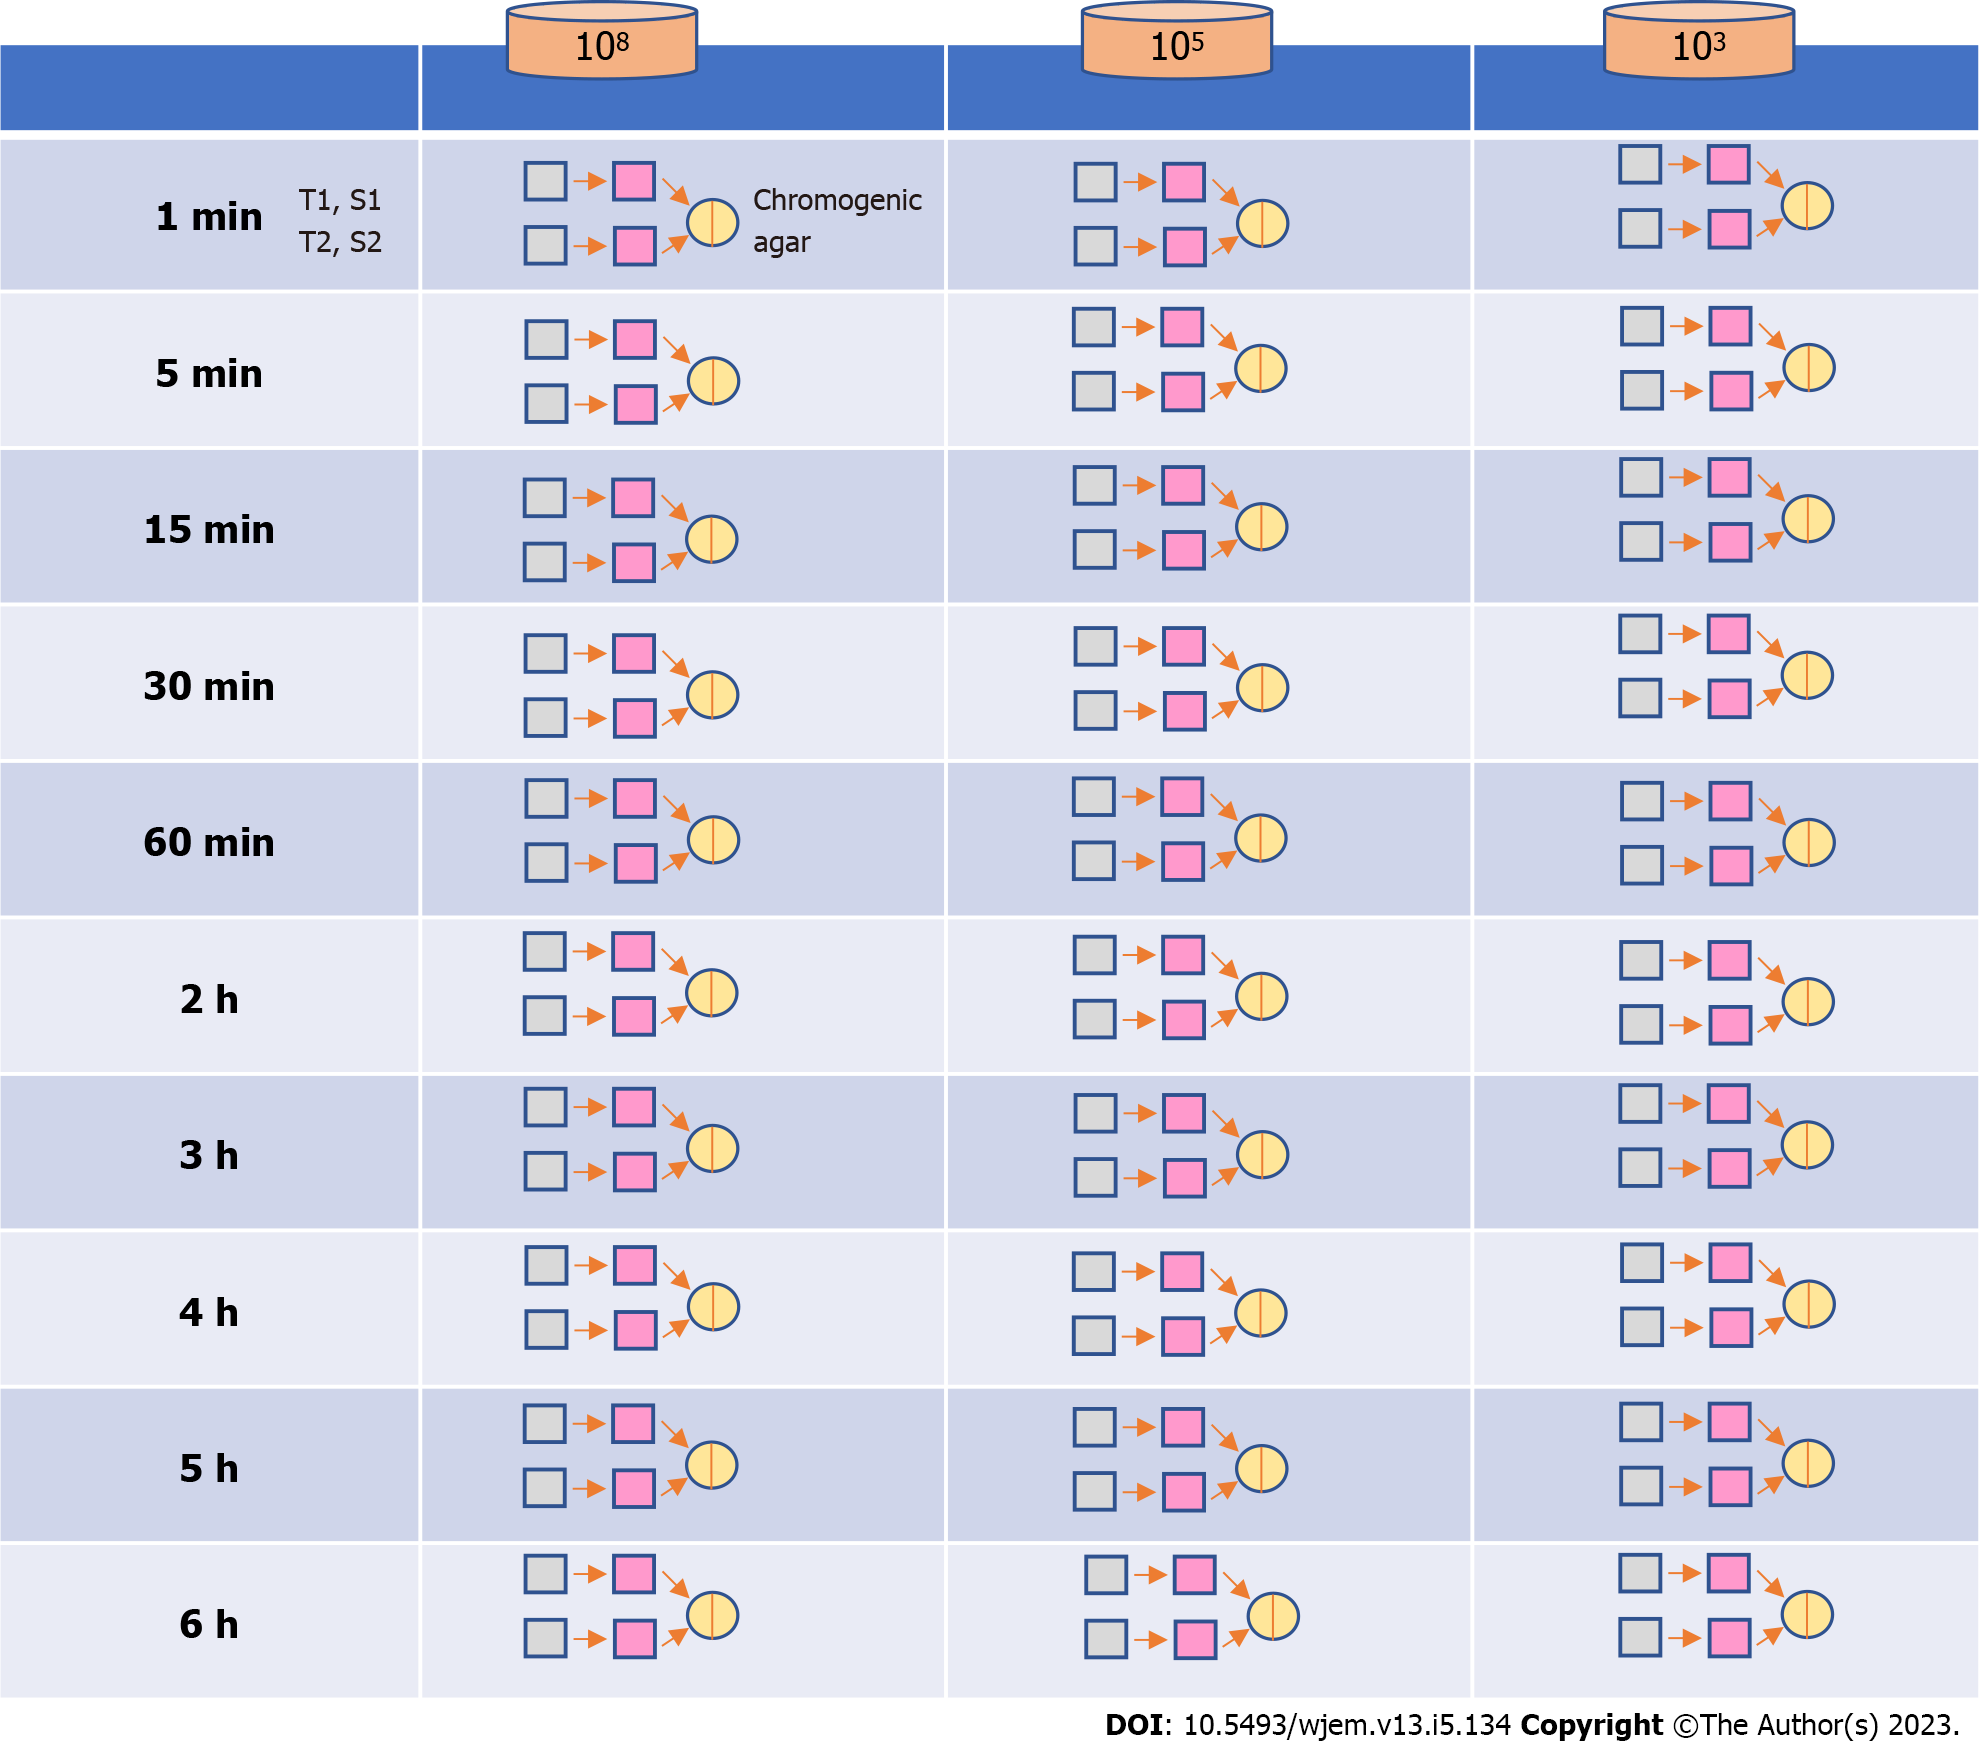 10⁸ 10⁵ 10³
1 min
T1, S1
T2, S2
Chromogenic
agar
5 min
15 min
30 min
60 min
2 h
3 h
4 h
5 h
6 h
DOI: 10.5493/wjem.v13.i5.134 Copyright ©The Author(s) 2023.